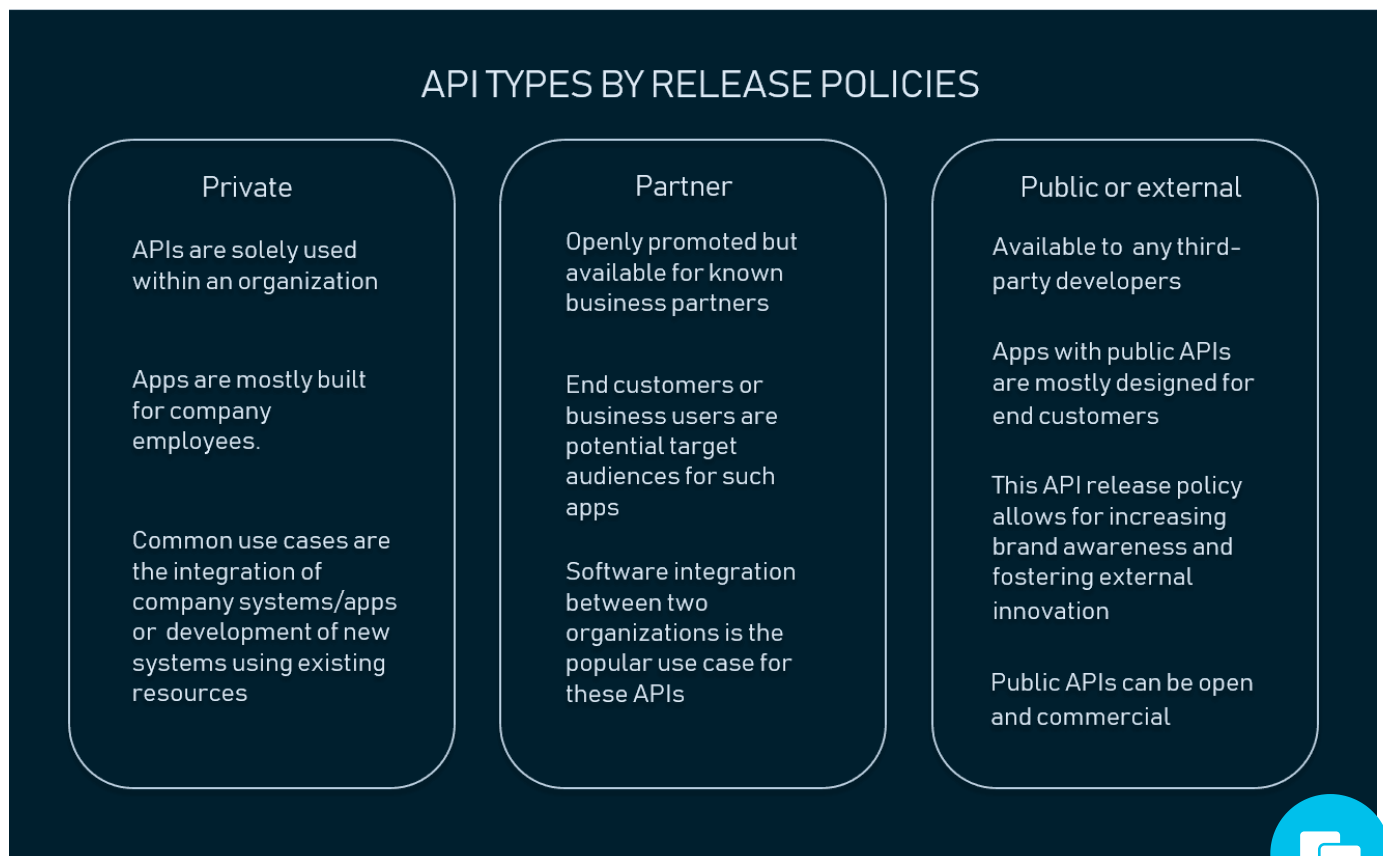 API TYPES BY RELEASE POLICIES
Private
APIs are solely used
within an organization
Apps are mostly built
for company
employees.
Common use cases are
the integration of
company systems/apps
or development of new
systems using existing
resources
Partner
Openly promoted but
available for known
business partners
End customers or
business users are
potential target
audiences for such
apps
Software integration
between two
organizations is the
popular use case for
these APIs
Public or external
Available to any third-
party developers
Apps with public APIs
are mostly designed for
end customers
This API release policy
allows for increasing
brand awareness and
fostering external
innovation
Public APIs can be open
and commercial